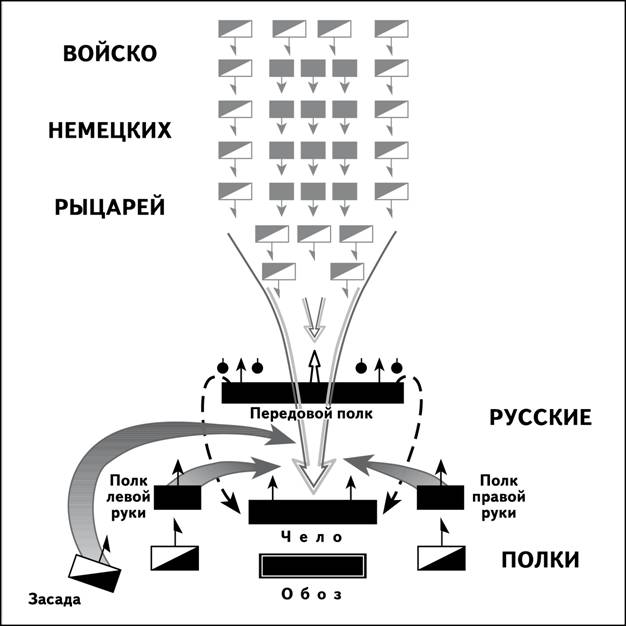 ВОЙСКО
НЕМЕЦКИХ
РЫЦАРЕЙ
Передовой полк
РУССКИЕ
Полк
левой
руки
Полк
правой
руки
Чело
ПОЛКИ
Обоз
Засада